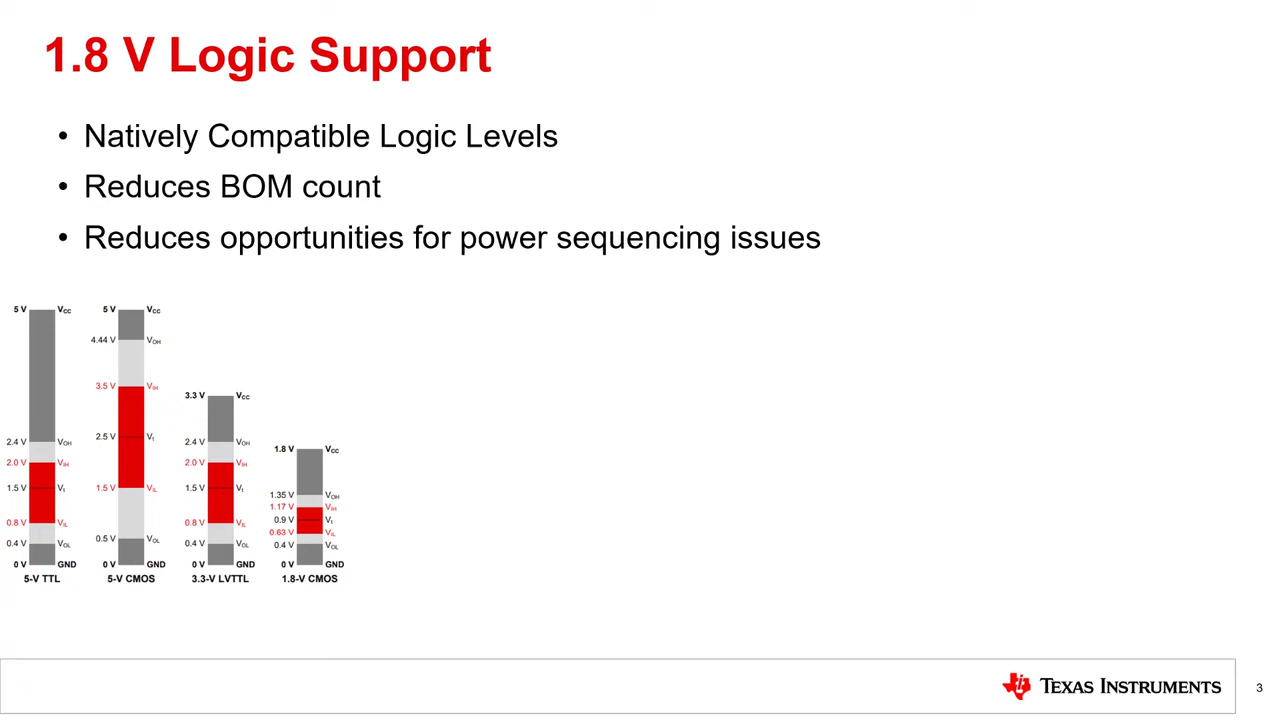 1.8 V Logic Support
• Natively Compatible Logic Levels
• Reduces BOM count
• Reduces opportunities for power sequencing issues
5 V VCC
2.4 V VOH
2.0 V VIH
1.5 V Vt
0.8 V VIL
0.4 V VOL
0 V GND
5-V TTL
5 V VCC
4.44 V VOH
3.5 V VIH
2.5 V Vt
1.5 V VIL
0.5 V VOL
0 V GND
5-V CMOS
3.3 V VCC
2.4 V VOH
2.0 V VIH
1.5 V Vt
0.8 V VIL
0.4 V VOL
0 V GND
3.3-V LVTTL
1.8 V VCC
1.35 V VOH
1.17 V VIH
0.9 V Vt
0.63 V VIL
0.4 V VOL
0 V GND
1.8-V CMOS
TEXAS INSTRUMENTS
3